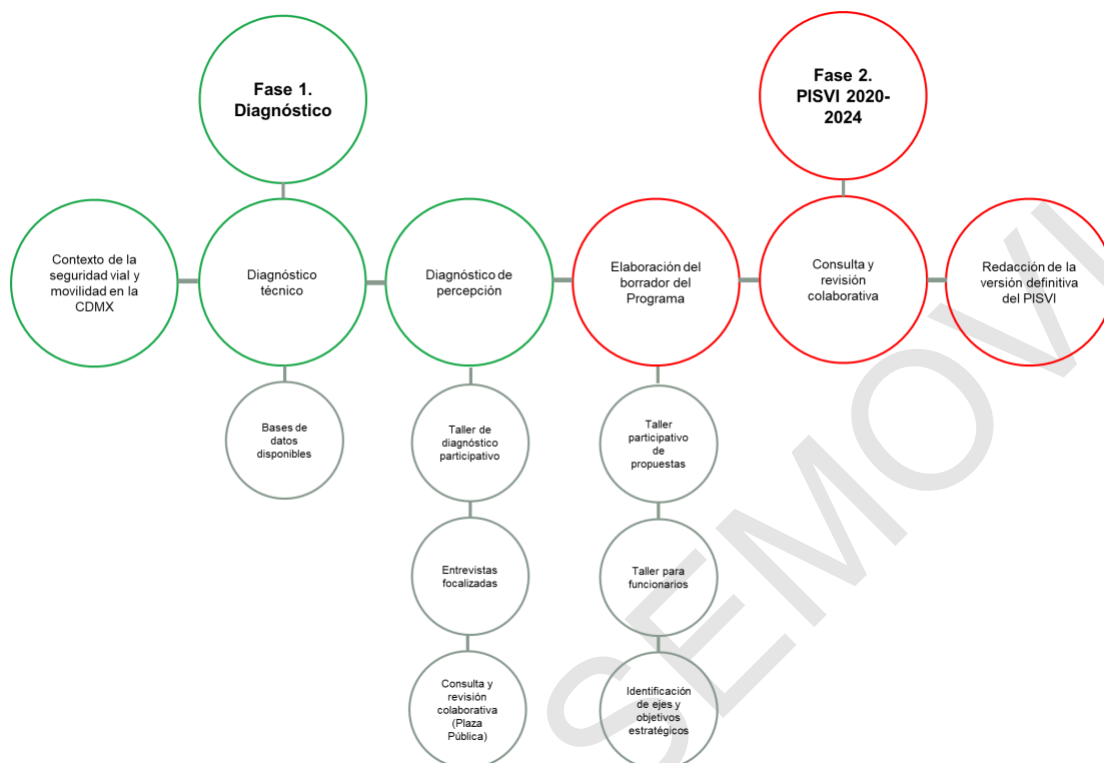 Fase 1.
Diagnóstico
Fase 2.
PISVI 2020-
2024
Contexto de la
seguridad vial y
movilidad en la
CDMX
Diagnóstico
técnico
Diagnóstico de
percepción
Elaboración del
borrador del
Programa
Consulta y
revisión
colaborativa
Redacción de la
versión definitiva
del PISVI
Bases de
datos
disponibles
Taller de
diagnóstico
participativo
Taller
participativo
de
propuestas
Entrevistas
focalizadas
Taller para
funcionarios
Consulta y
revisión
colaborativa
(Plaza
Pública)
Identificación
de ejes y
objetivos
estratégicos
SEMOVI